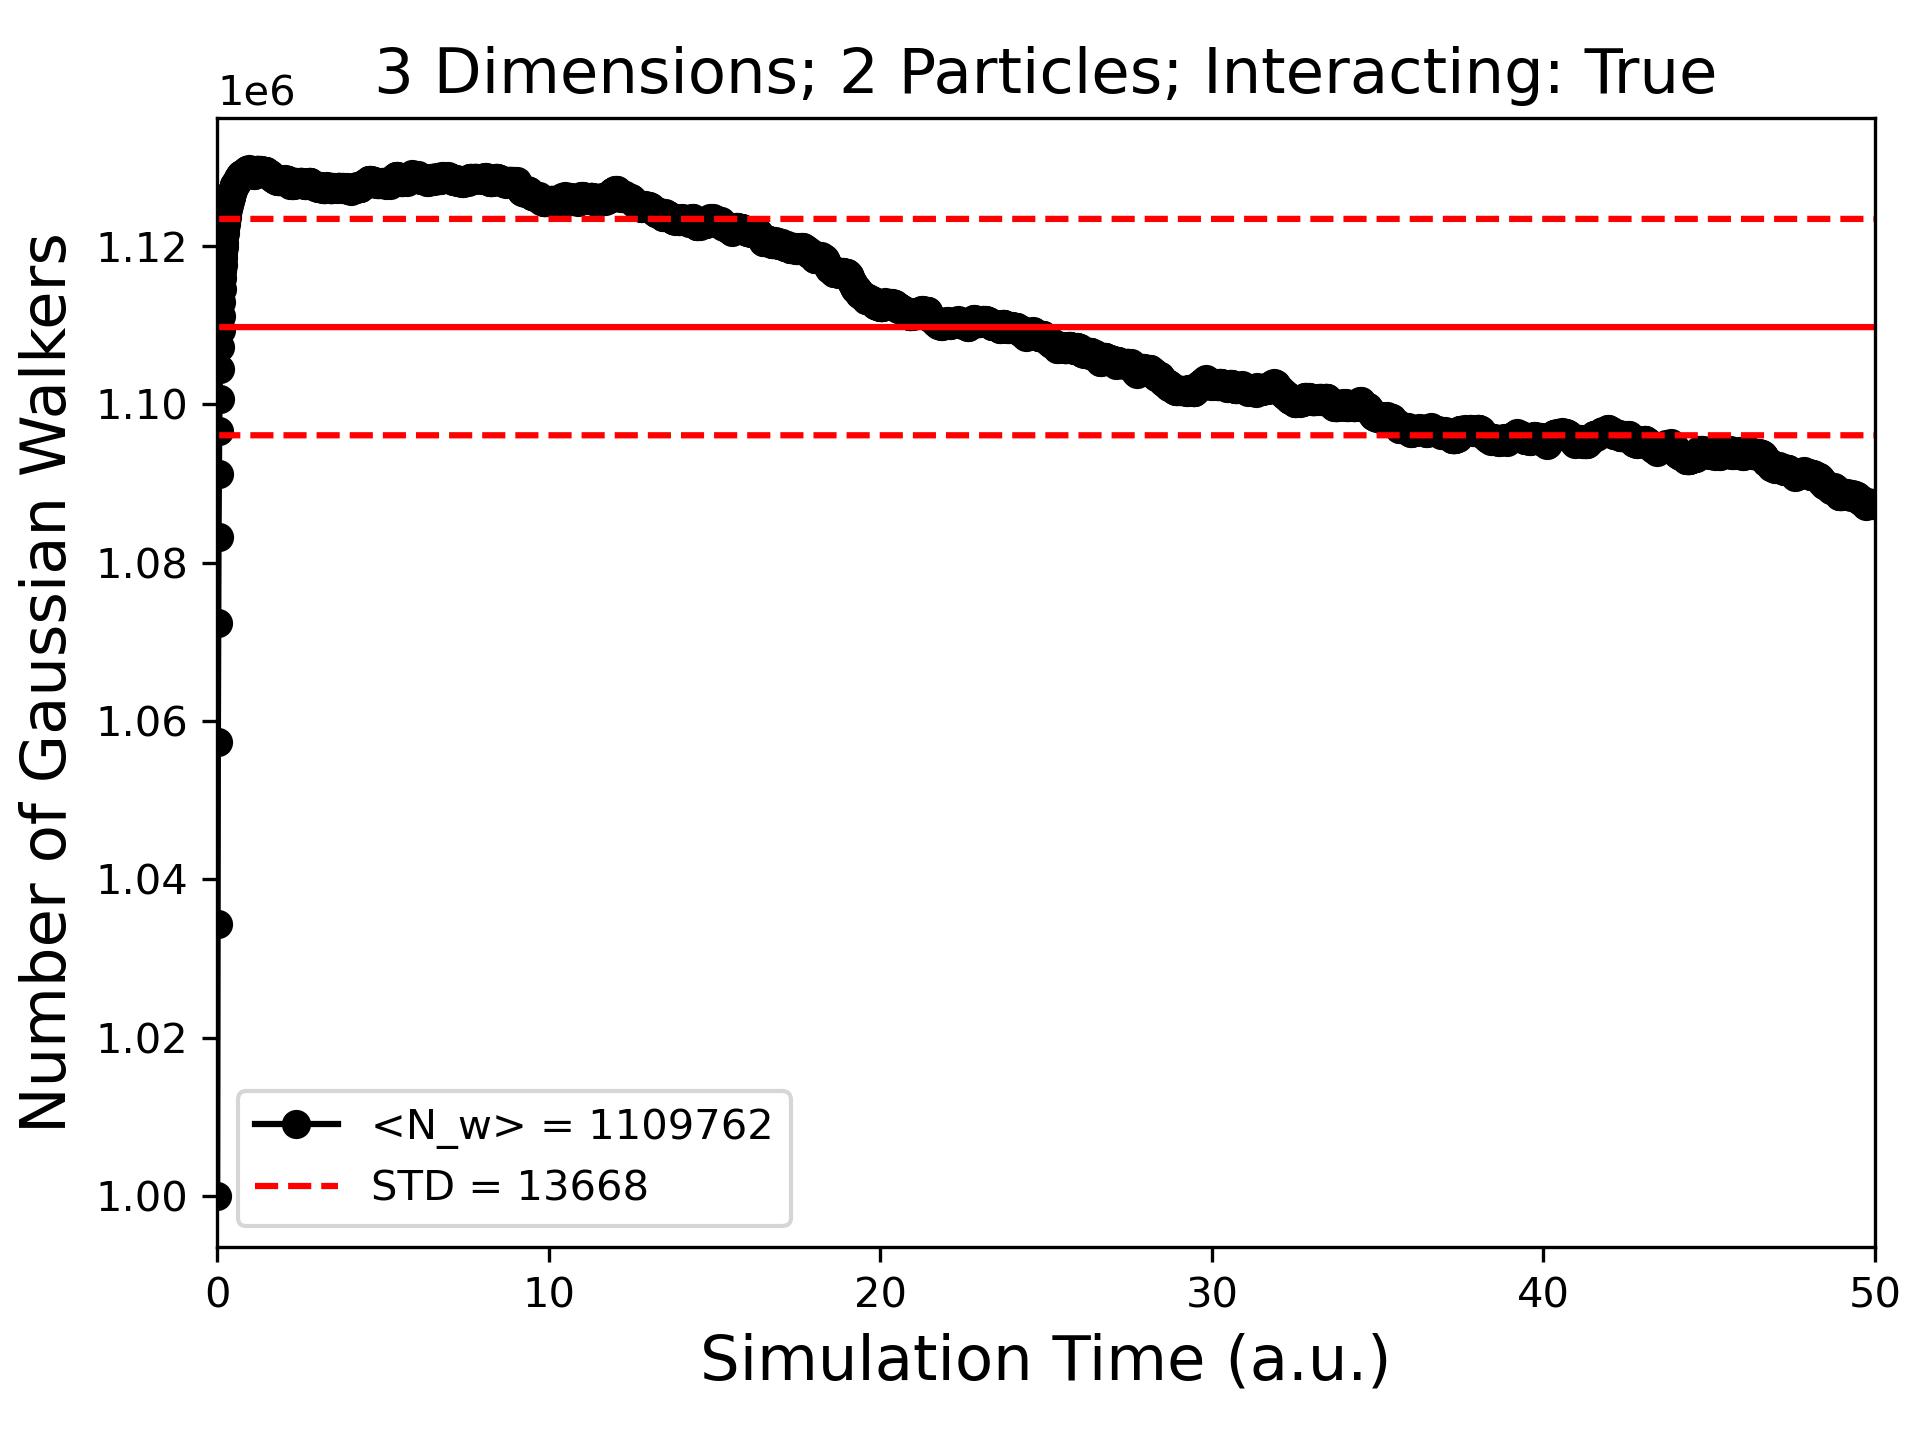 3 Dimensions; 2 Particles; Interacting: True
1e6
Number of Gaussian Walkers
1.12
1.10
1.08
1.06
1.04
1.02
1.00
<N_w> = 1109762
STD = 13668
0 10 20 30 40 50
Simulation Time (a.u.)